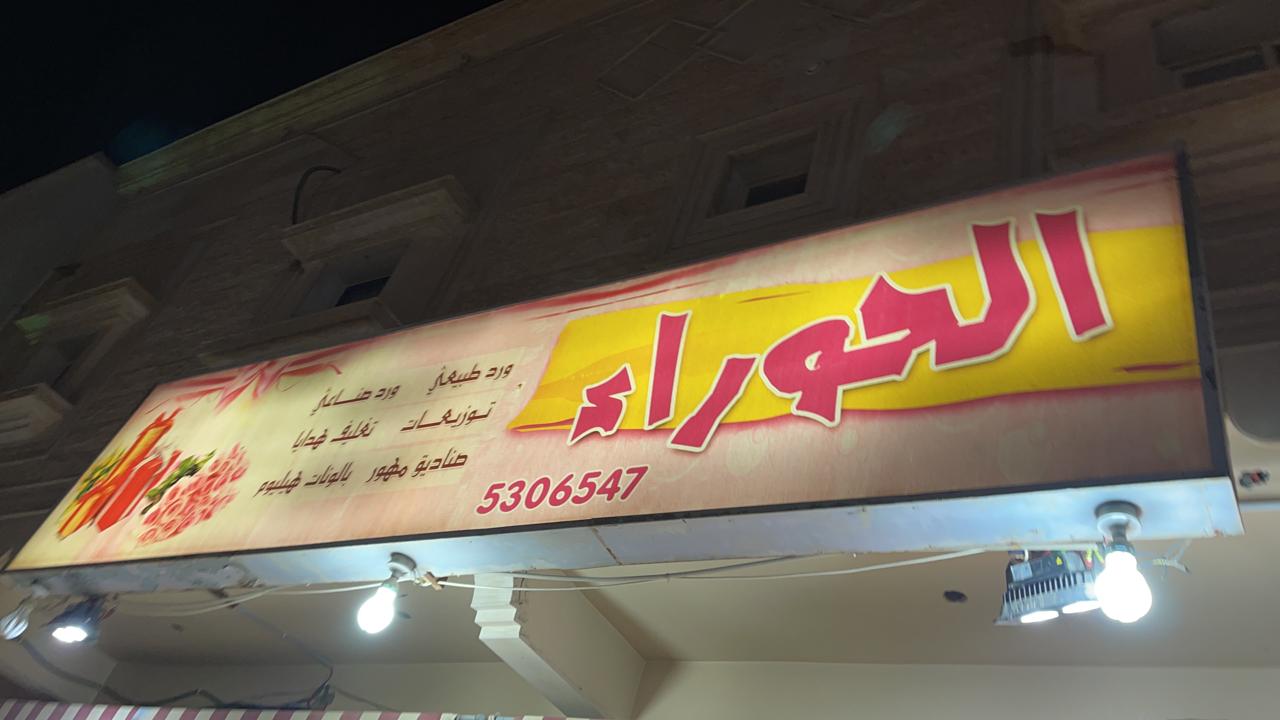 الحوراء
ورد طبيعي ورد صناعي
توزيعات تغليف هدايا
صناديق مهور بالونات هيليوم
5306547